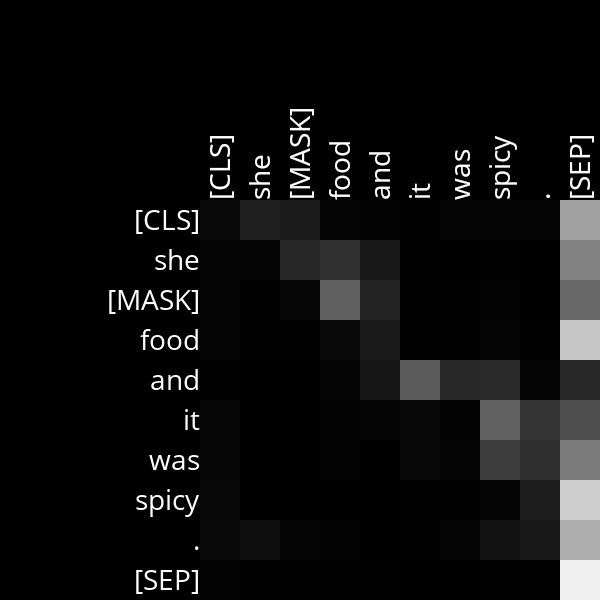 [CLS] she [MASK] food and it was spicy . [SEP]
[CLS]
she
[MASK]
food
and
it
was
spicy
.
[SEP]